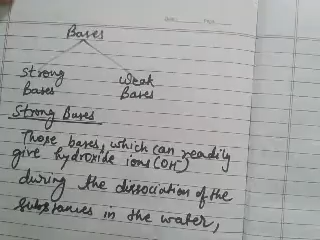 Bases
strong weak
Bases Bases
Strong Bases
Those bases, which can readily
give hydroxide ions (OH⁻)
during the dissociation of the
substances in the water,